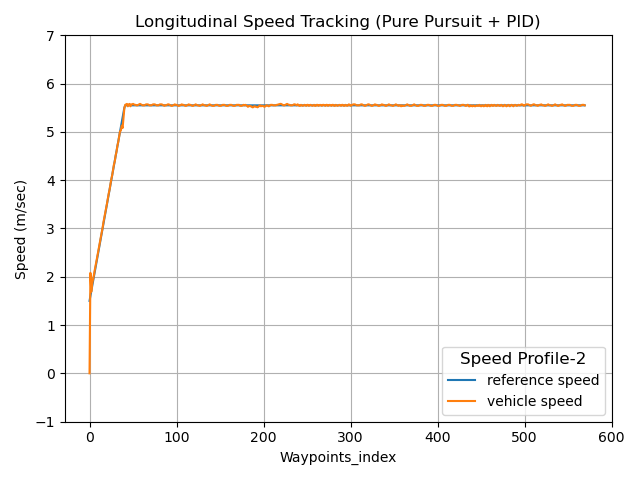 Longitudinal Speed Tracking (Pure Pursuit + PID)
7
6
5
4
3
2
1
0
−1
Speed (m/sec)
Speed Profile-2
reference speed
vehicle speed
0 100 200 300 400 500 600
Waypoints_index